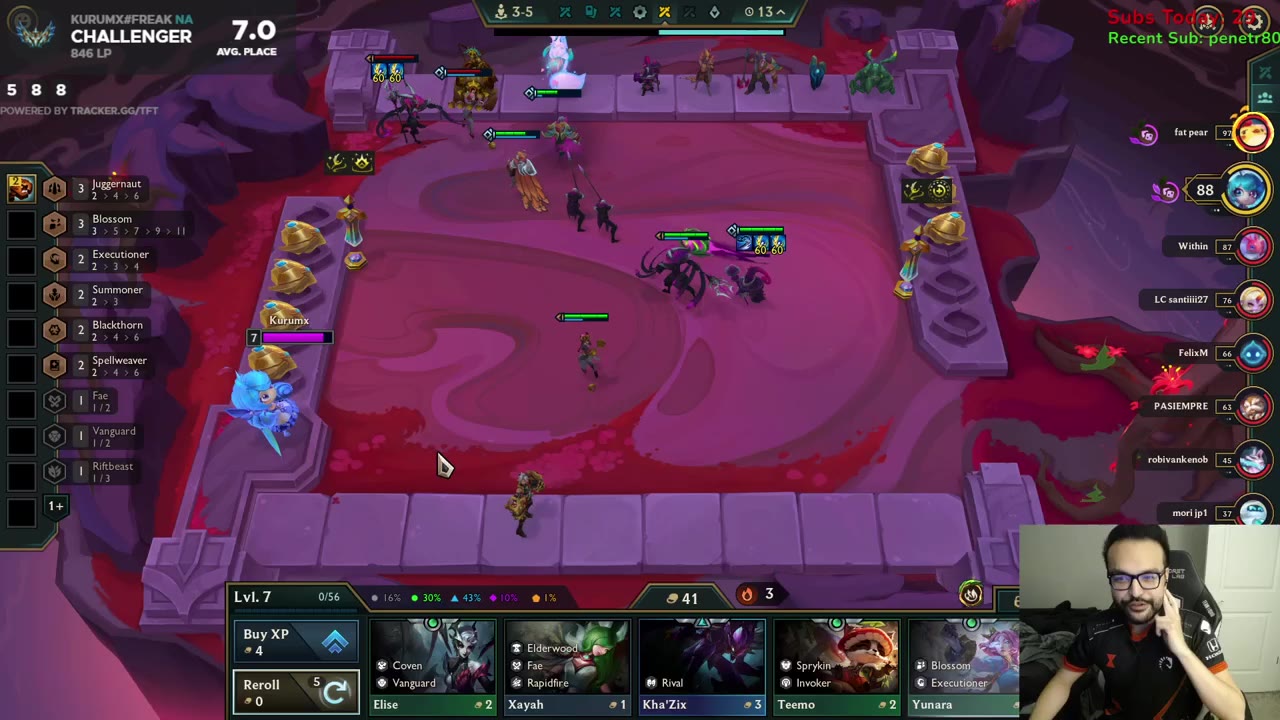 KURUMX#FREAK NA
CHALLENGER
846 LP
7.0
AVG. PLACE
5 8 8
POWERED BY TRACKER.GG/TFT
3-5
13
Subs Today: 2
Recent Sub: penetr80
3 Juggernaut
2 > 4 > 6
3 Blossom
3 > 5 > 7 > 9 > 11
2 Executioner
2 > 3 > 4
2 Summoner
2 > 3
2 Blackthorn
2 > 4 > 6
2 Spellweaver
2 > 4 > 6
1 Fae
1 / 2
1 Vanguard
1 / 2
1 Riftbeast
1 / 3
1+
60 60
60 60
Kurumx
7
fat pear 97
88
Within 87
LC santiiii27 76
FelixM 66
PASIEMPRE 63
robivankenob 45
mori jp1 37
Lvl. 7 0/56
16% 30% 43% 10% 1%
41
3
Buy XP
4
Reroll 5
0
Coven
Vanguard
Elise 2
Elderwood
Fae
Rapidfire
Xayah 1
Rival
Kha'Zix 3
Sprykin
Invoker
Teemo 2
Blossom
Executioner
Yunara